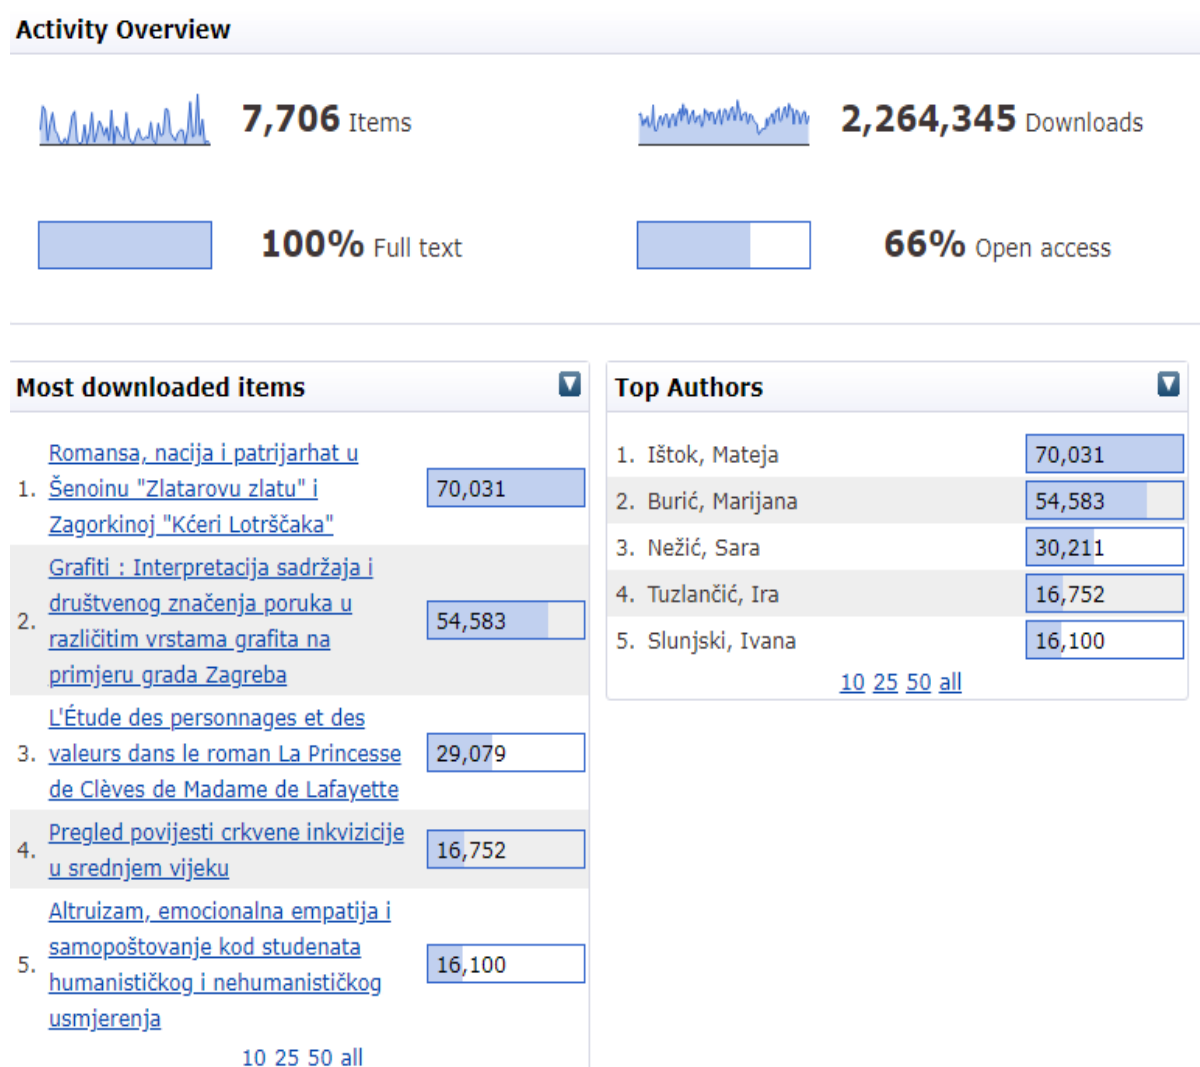 Activity Overview
7,706 Items
2,264,345 Downloads
100% Full text
66% Open access
Most downloaded items
Romansa, nacija i patrijarhat u
1. Šenoinu "Zlatarovu zlatu" i 70,031
Zagorkinoj "Kćeri Lotrščaka"
Grafiti : Interpretacija sadržaja i
društvenog značenja poruka u
2. različitim vrstama grafita na 54,583
primjeru grada Zagreba
L'Étude des personnages et des
3. valeurs dans le roman La Princesse 29,079
de Clèves de Madame de Lafayette
4. Pregled povijesti crkvene inkvizicije 16,752
u srednjem vijeku
Altruizam, emocionalna empatija i
samopoštovanje kod studenata
5. humanističkog i nehumanističkog 16,100
usmjerenja
10 25 50 all
Top Authors
1. Ištok, Mateja 70,031
2. Burić, Marijana 54,583
3. Nežić, Sara 30,211
4. Tuzlančić, Ira 16,752
5. Slunjski, Ivana 16,100
10 25 50 all